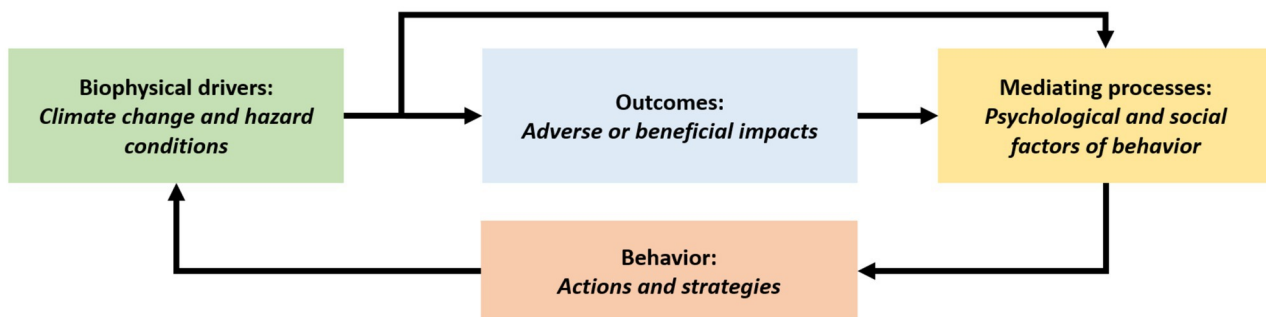 Biophysical drivers:
Climate change and hazard
conditions
Outcomes:
Adverse or beneficial impacts
Mediating processes:
Psychological and social
factors of behavior
Behavior:
Actions and strategies